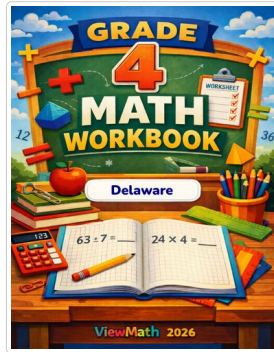 GRADE
4
WORKSHEET
MATH
WORKBOOK
12
36
Delaware
123
63 ÷ 7 = ___
24 × 4 = ___
ViewMath 2026